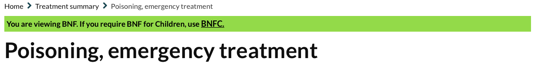 Home > Treatment summary > Poisoning, emergency treatment
You are viewing BNF. If you require BNF for Children, use BNFC.
Poisoning, emergency treatment